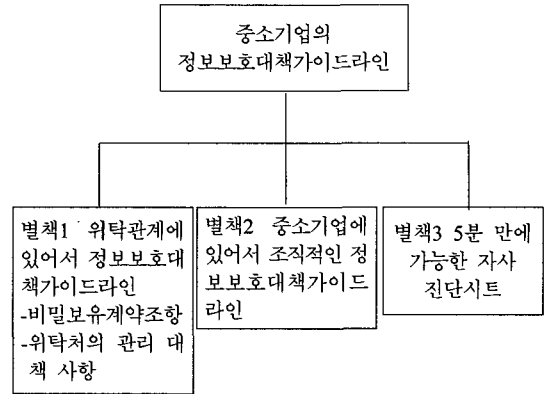 중소기업의
정보보호대책가이드라인
별책1 위탁관계에
있어서 정보보호대
책가이드라인
-비밀보유계약조항
-위탁처의 관리 대
책 사항
별책2 중소기업에
있어서 조직적인 정
보보호대책가이드
라인
별책3 5분 만에
가능한 자사
진단시트